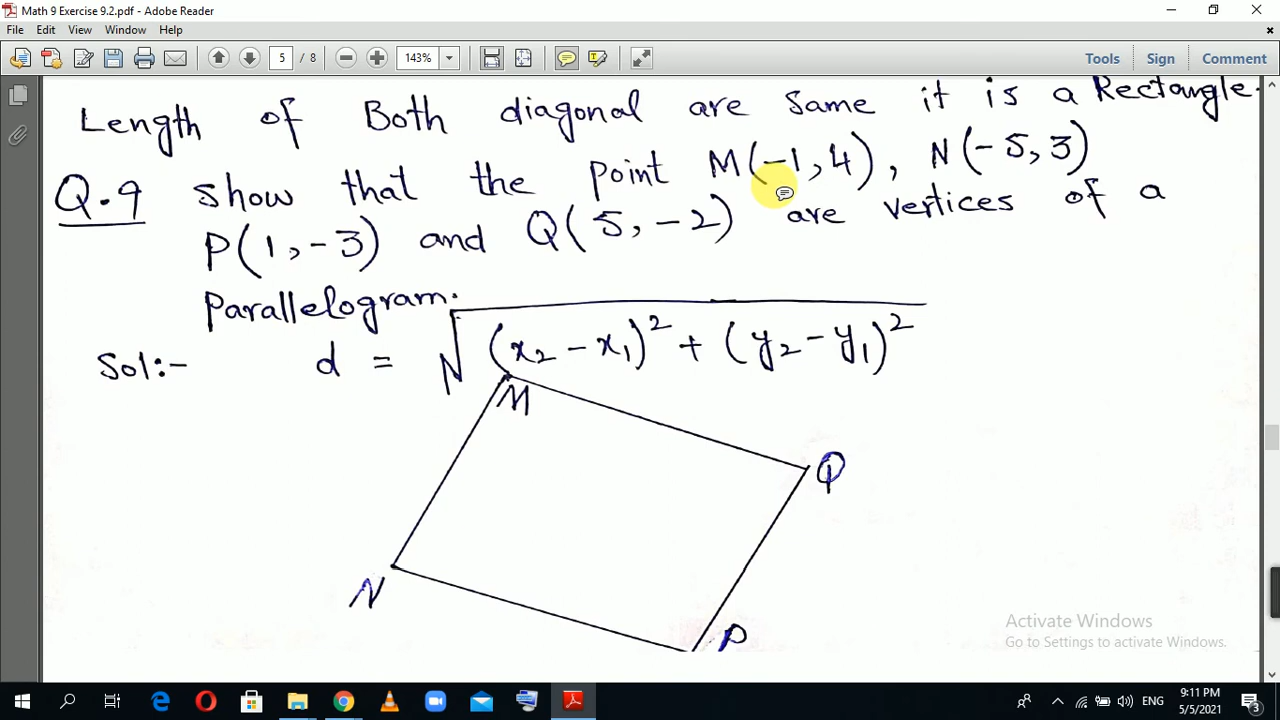 Math 9 Exercise 9.2.pdf - Adobe Reader
File Edit View Window Help
5 / 8 143% Tools Sign Comment
Length of Both diagonal are same it is a Rectangle.
Q.9 show that the point M(-1,4), N(-5,3)
P(1,-3) and Q(5,-2) are vertices of a
Parallelogram.
Sol:- d = √(x₂ - x₁)² + (y₂ - y₁)²
M
Q
N
P
Activate Windows
Go to Settings to activate Windows.
ENG
9:11 PM
5/5/2021
3